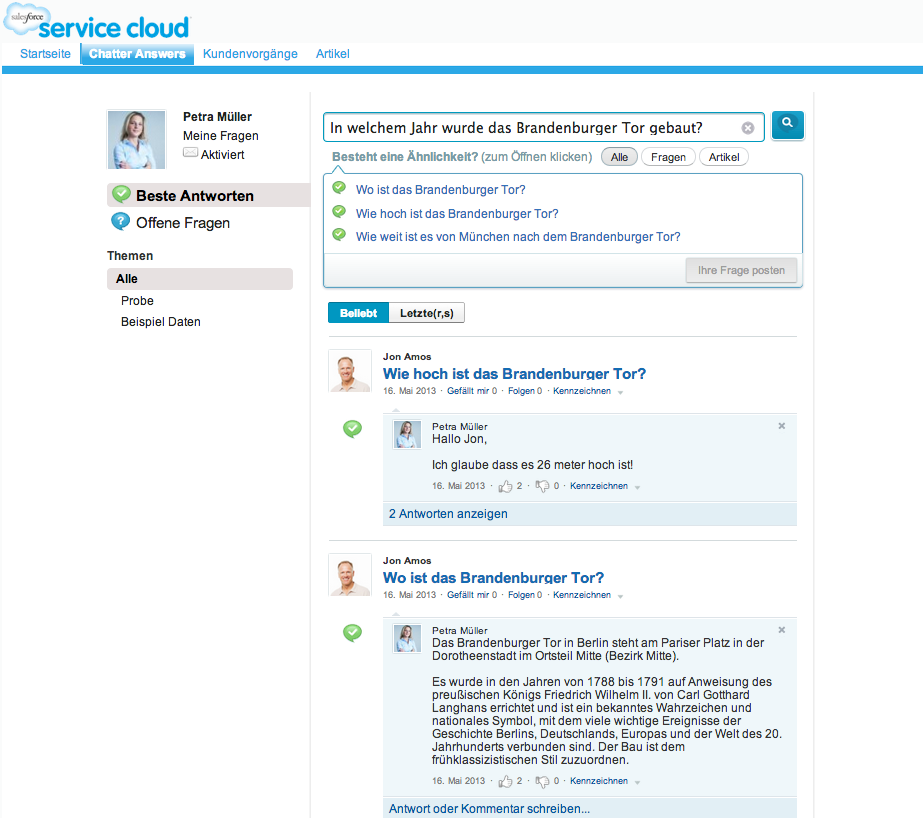 salesforce
service cloud
Startseite Chatter Answers Kundenvorgänge Artikel
Petra Müller
Meine Fragen
Aktiviert
Beste Antworten
Offene Fragen
Themen
Alle
Probe
Beispiel Daten
In welchem Jahr wurde das Brandenburger Tor gebaut?
Besteht eine Ähnlichkeit? (zum Öffnen klicken) Alle Fragen Artikel
Wo ist das Brandenburger Tor?
Wie hoch ist das Brandenburger Tor?
Wie weit ist es von München nach dem Brandenburger Tor?
Ihre Frage posten
Beliebt Letzte(r,s)
Jon Amos
Wie hoch ist das Brandenburger Tor?
16. Mai 2013 · Gefällt mir 0 · Folgen 0 · Kennzeichnen
Petra Müller
Hallo Jon,
Ich glaube dass es 26 meter hoch ist!
16. Mai 2013 · 2 · 0 · Kennzeichnen
2 Antworten anzeigen
Jon Amos
Wo ist das Brandenburger Tor?
16. Mai 2013 · Gefällt mir 0 · Folgen 0 · Kennzeichnen
Petra Müller
Das Brandenburger Tor in Berlin steht am Pariser Platz in der
Dorotheenstadt im Ortsteil Mitte (Bezirk Mitte).
Es wurde in den Jahren von 1788 bis 1791 auf Anweisung des
preußischen Königs Friedrich Wilhelm II. von Carl Gotthard
Langhans errichtet und ist ein bekanntes Wahrzeichen und
nationales Symbol, mit dem viele wichtige Ereignisse der
Geschichte Berlins, Deutschlands, Europas und der Welt des 20.
Jahrhunderts verbunden sind. Der Bau ist dem
frühklassizistischen Stil zuzuordnen.
16. Mai 2013 · 2 · 0 · Kennzeichnen
Antwort oder Kommentar schreiben...